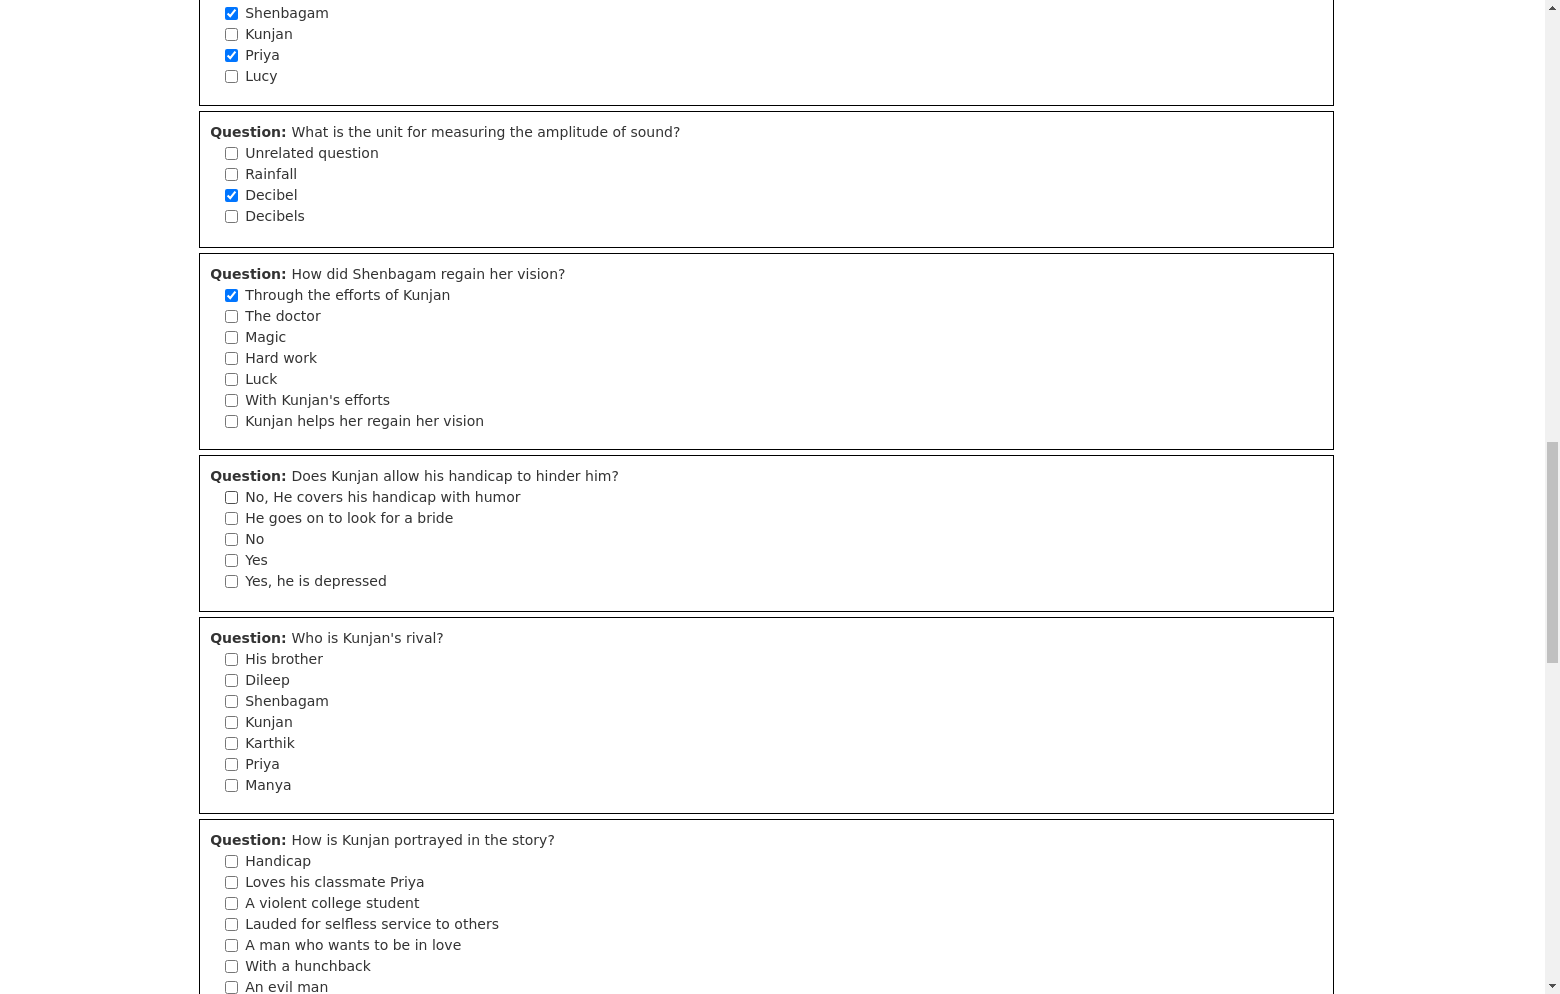 Shenbagam
Kunjan
Priya
Lucy
Question: What is the unit for measuring the amplitude of sound?
Unrelated question
Rainfall
Decibel
Decibels
Question: How did Shenbagam regain her vision?
Through the efforts of Kunjan
The doctor
Magic
Hard work
Luck
With Kunjan's efforts
Kunjan helps her regain her vision
Question: Does Kunjan allow his handicap to hinder him?
No, He covers his handicap with humor
He goes on to look for a bride
No
Yes
Yes, he is depressed
Question: Who is Kunjan's rival?
His brother
Dileep
Shenbagam
Kunjan
Karthik
Priya
Manya
Question: How is Kunjan portrayed in the story?
Handicap
Loves his classmate Priya
A violent college student
Lauded for selfless service to others
A man who wants to be in love
With a hunchback
An evil man